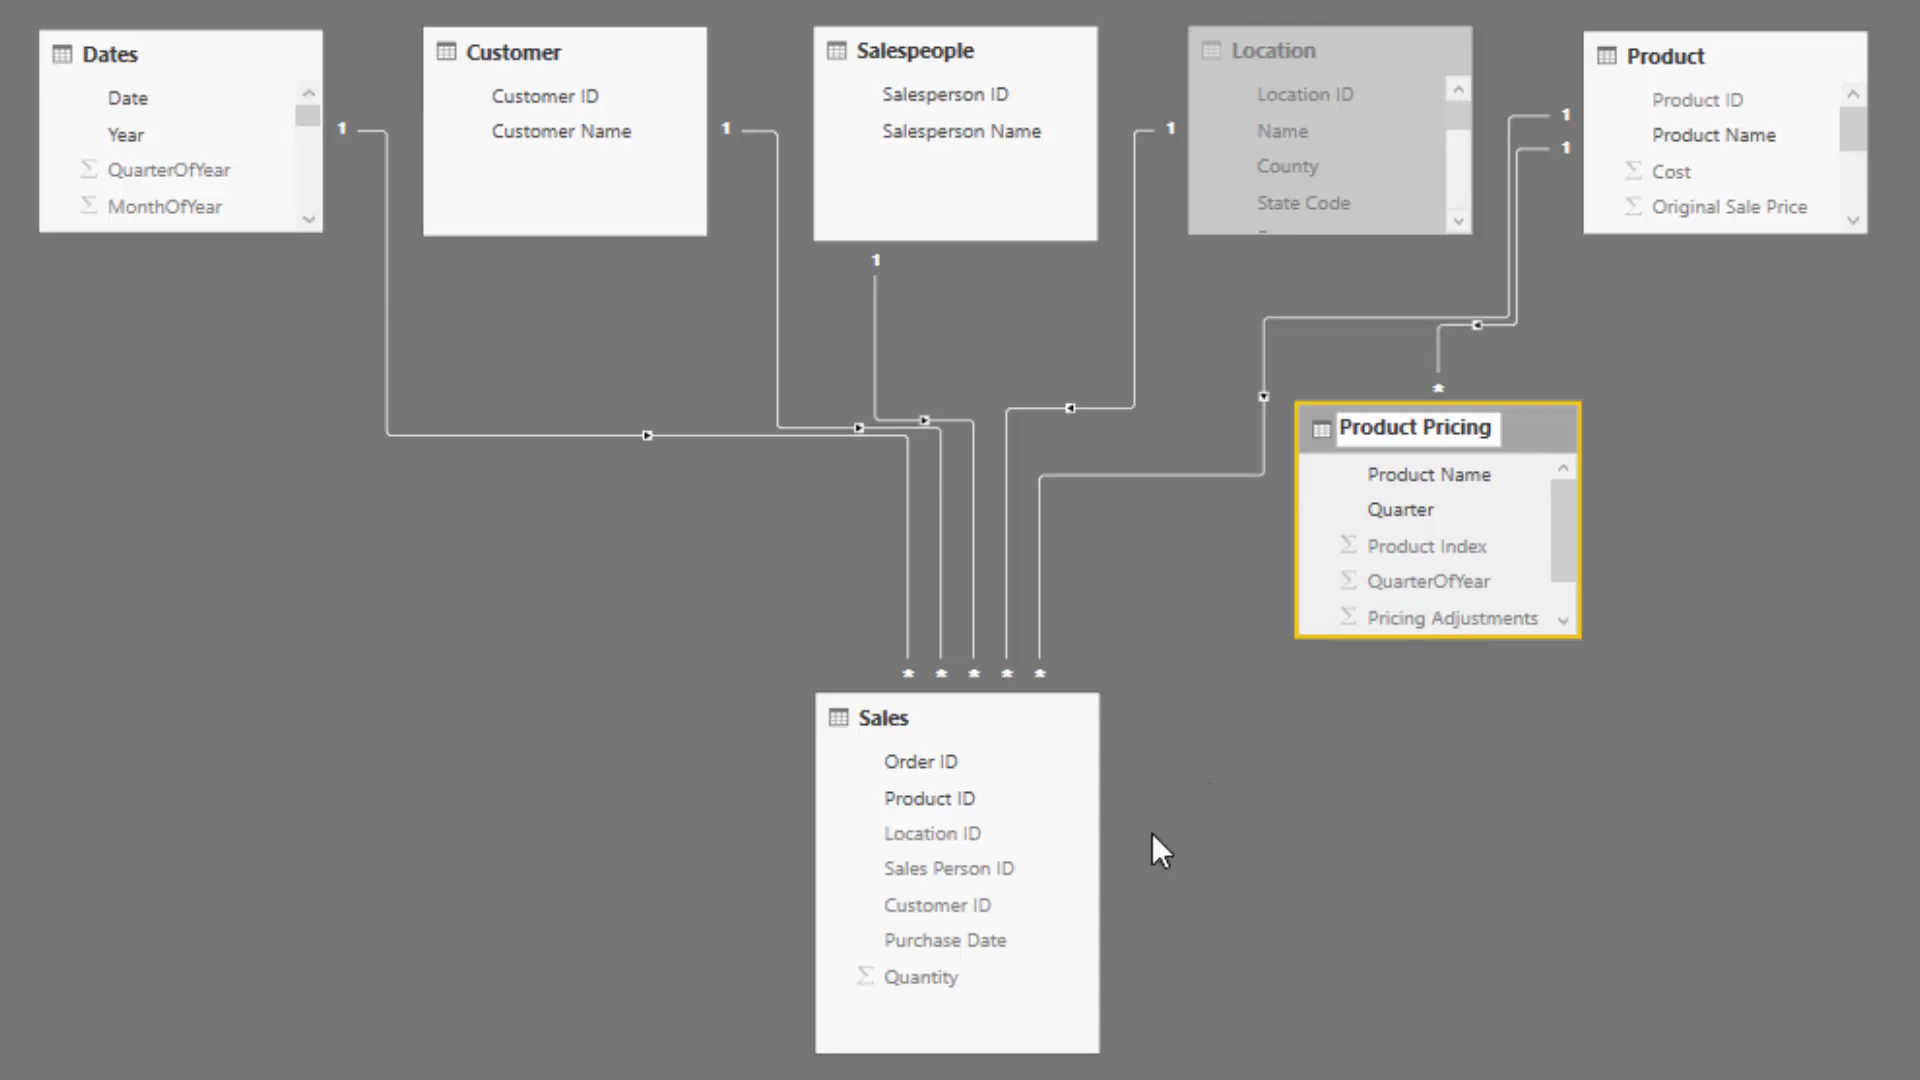 Dates
Date
Year
QuarterOfYear
MonthOfYear
1
Customer
Customer ID
Customer Name
1
Salespeople
Salesperson ID
Salesperson Name
1
Location
Location ID
Name
County
State Code
1
Product
Product ID
Product Name
Cost
Original Sale Price
1
1
*
Product Pricing
Product Name
Quarter
Product Index
QuarterOfYear
Pricing Adjustments
* * * * *
Sales
Order ID
Product ID
Location ID
Sales Person ID
Customer ID
Purchase Date
Quantity